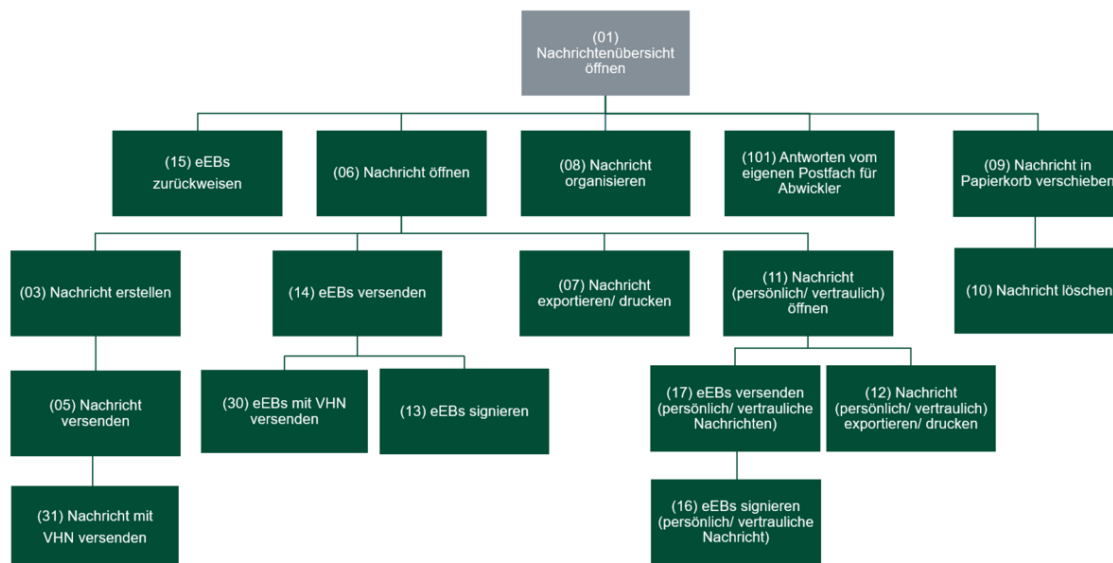 (01)
Nachrichtenübersicht
öffnen
(15) eEBs
zurückweisen
(06) Nachricht öffnen
(08) Nachricht
organisieren
(101) Antworten vom
eigenen Postfach für
Abwickler
(09) Nachricht in
Papierkorb verschieben
(03) Nachricht erstellen
(14) eEBs versenden
(07) Nachricht
exportieren/ drucken
(11) Nachricht
(persönlich/ vertraulich)
öffnen
(10) Nachricht löschen
(05) Nachricht
versenden
(30) eEBs mit VHN
versenden
(13) eEBs signieren
(17) eEBs versenden
(persönlich/ vertrauliche
Nachrichten)
(12) Nachricht
(persönlich/ vertraulich)
exportieren/ drucken
(31) Nachricht mit
VHN versenden
(16) eEBs signieren
(persönlich/ vertrauliche
Nachricht)